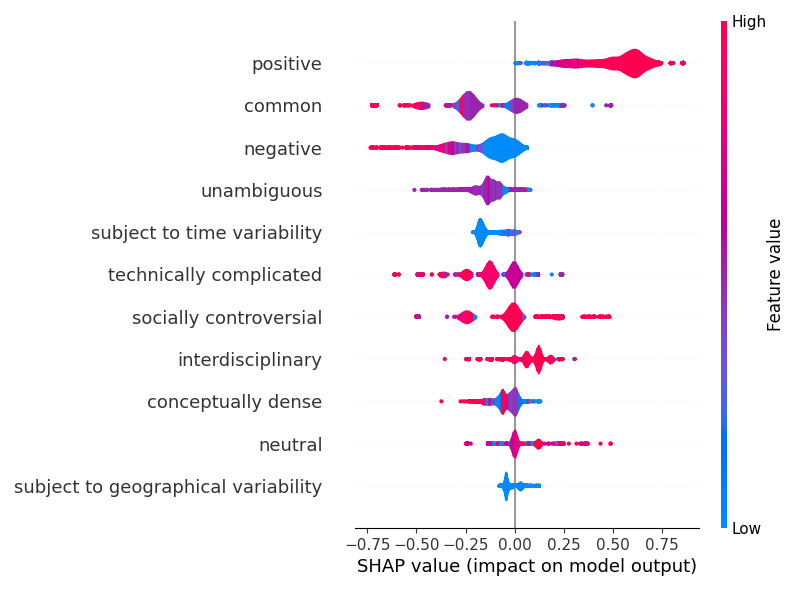 High
positive
common
negative
unambiguous
subject to time variability
technically complicated
socially controversial
interdisciplinary
conceptually dense
neutral
subject to geographical variability
Low
Feature value
−0.75 −0.50 −0.25 0.00 0.25 0.50 0.75
SHAP value (impact on model output)